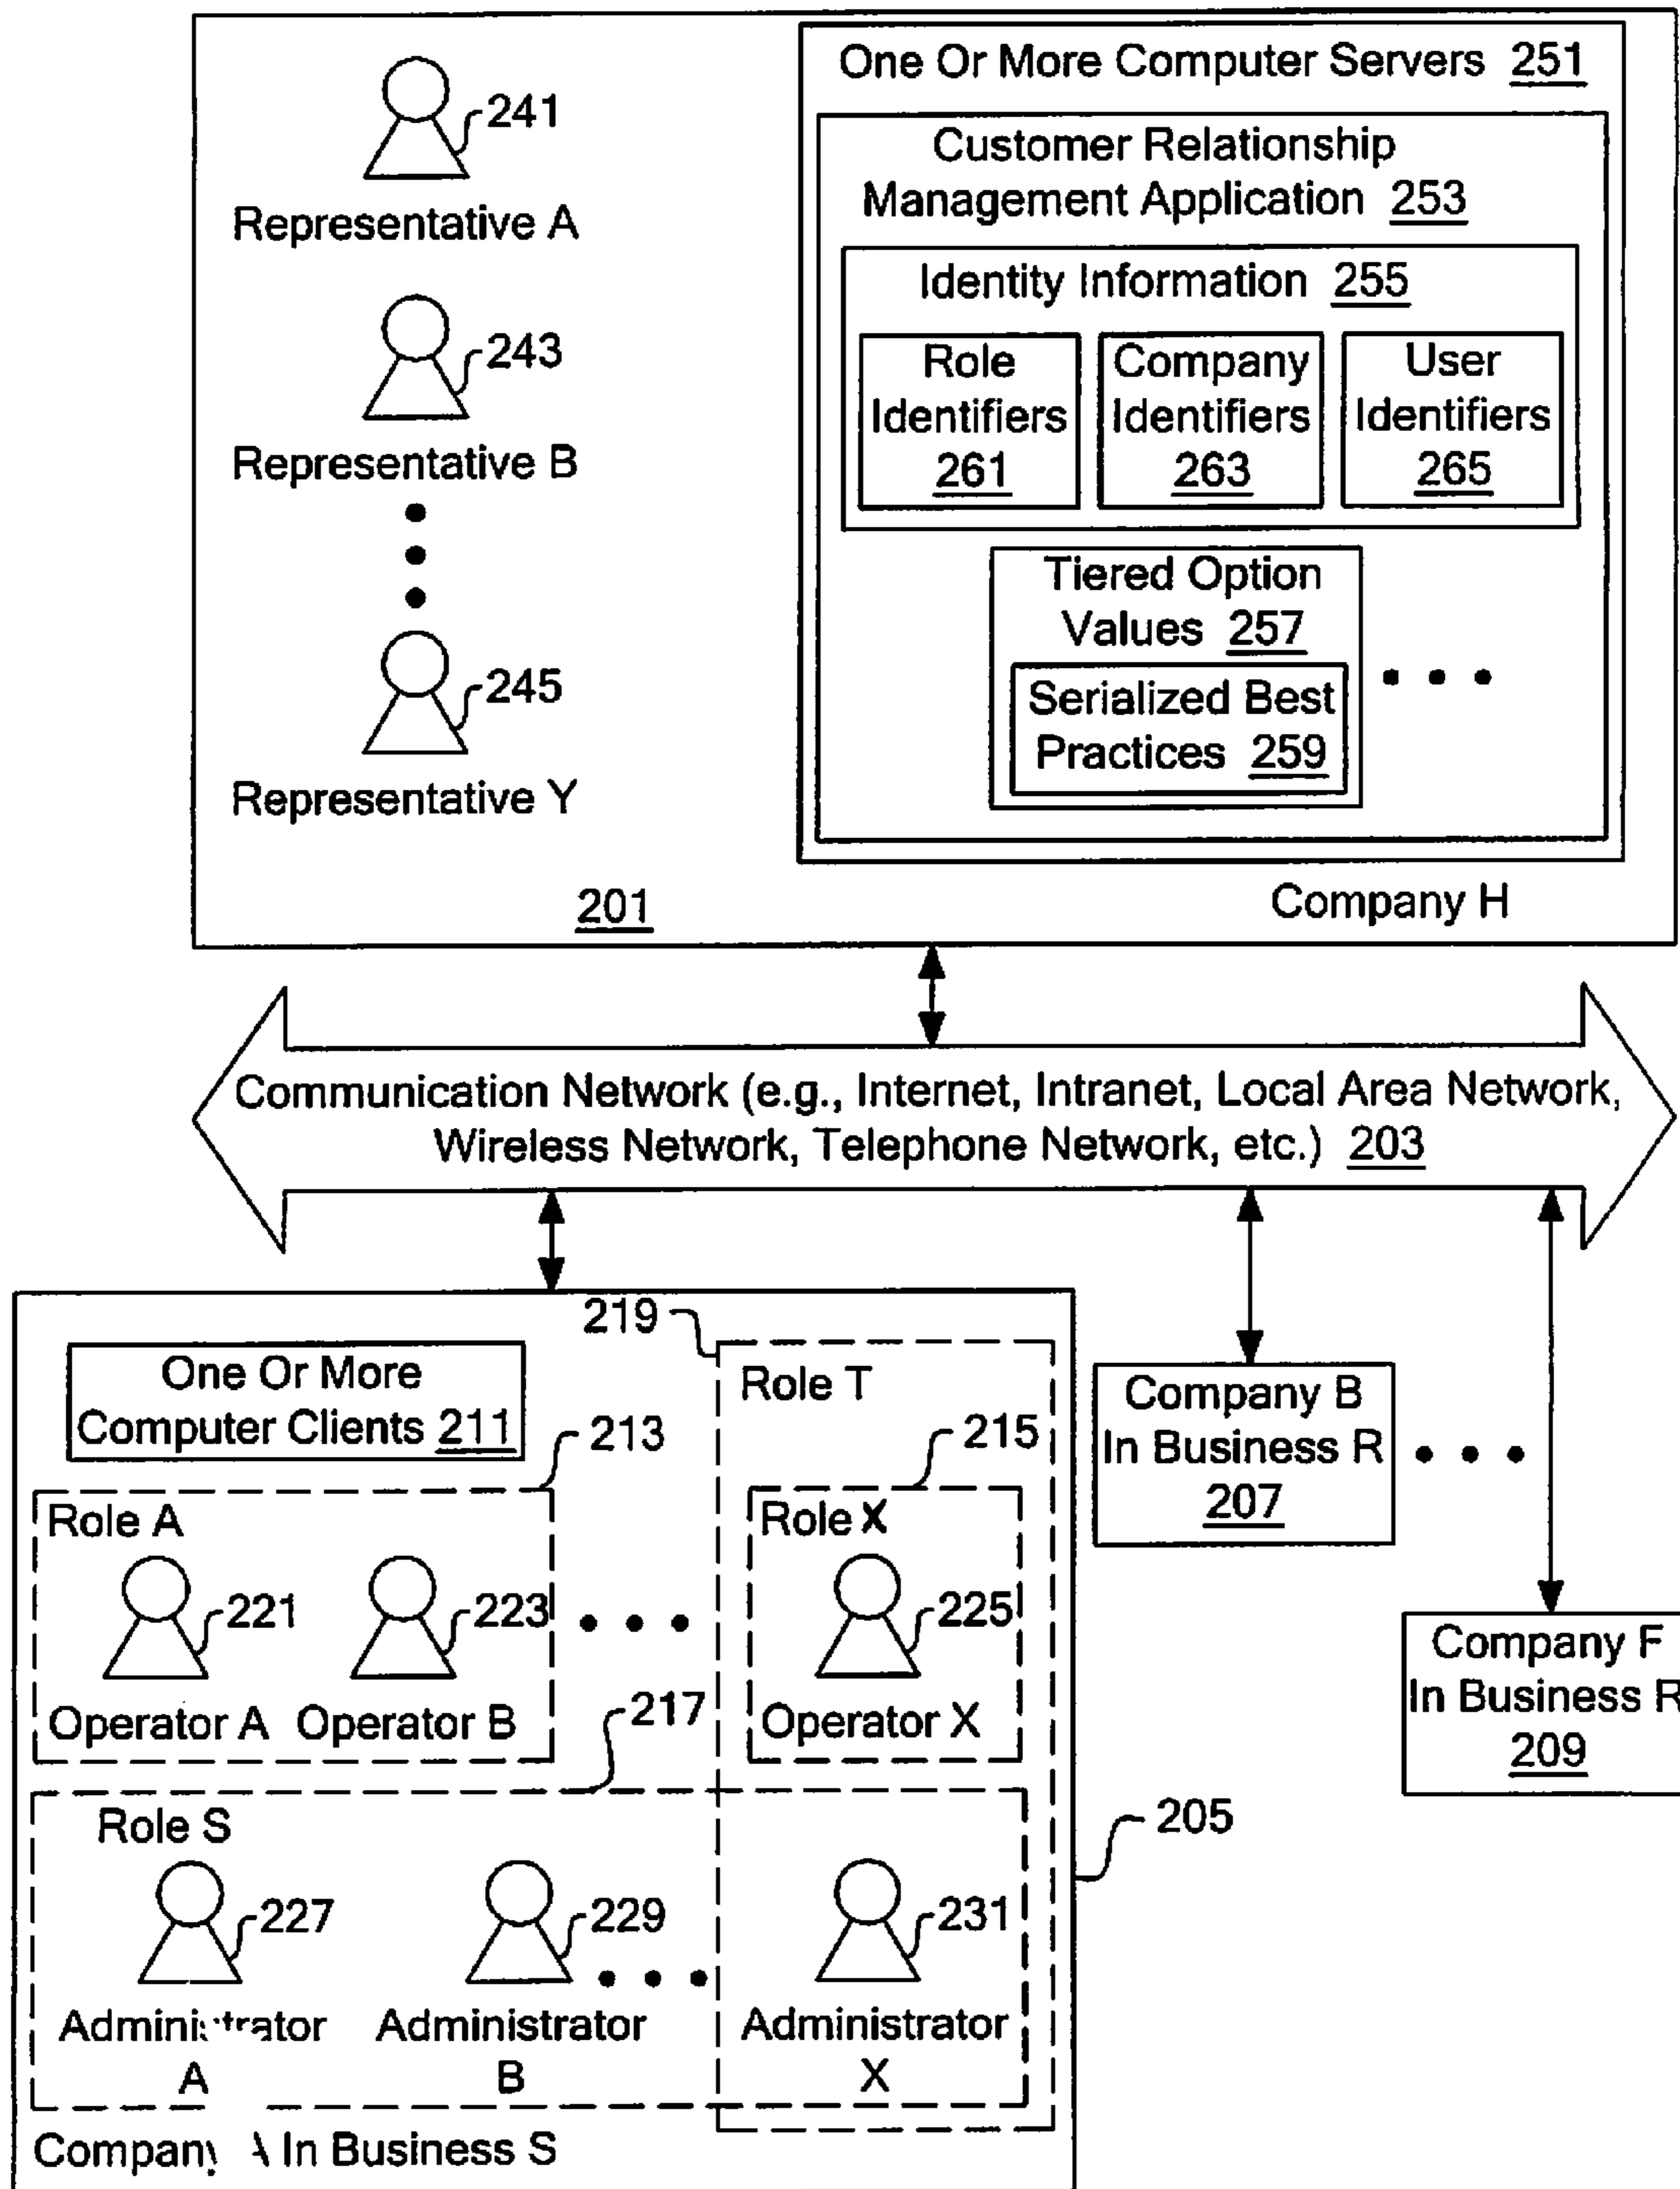 One Or More Computer Servers 251
241
Customer Relationship
Management Application 253
Representative A
Identity Information 255
243
Role
Identifiers
261
Company
Identifiers
263
User
Identifiers
265
Representative B
Tiered Option
Values 257
245
Serialized Best
Practices 259
Representative Y
201
Company H
Communication Network (e.g., Internet, Intranet, Local Area Network,
Wireless Network, Telephone Network, etc.) 203
219
One Or More
Computer Clients 211
Role T
213
215
Company B
In Business R
207
Role A
Role X
221
223
225
Company F
In Business R
209
Operator A
Operator B
217
Operator X
Role S
205
227
229
231
Administrator
A
Administrator
B
Administrator
X
Company A In Business S